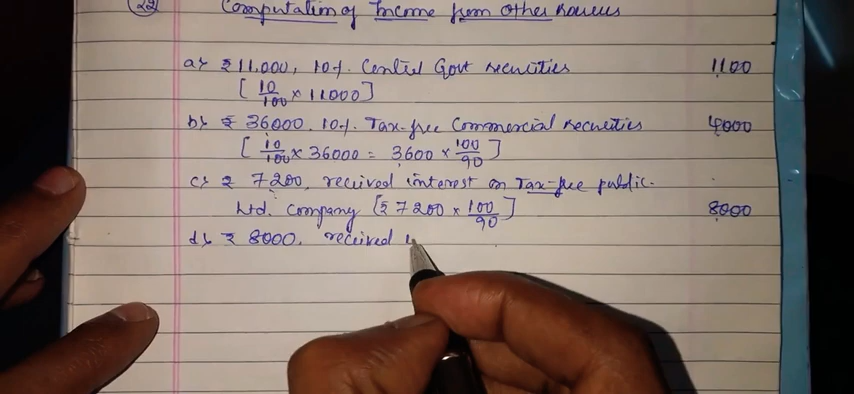 22 Computation of Income from Other Sources
a) ₹ 11,000, 10%. Central Govt securities 1100
[ 10/100 × 11000 ]
b) ₹ 36000, 10%. Tax-free Commercial securities 4000
[ 10/100 × 36000 = 3600 × 100/90 ]
c) ₹ 7200, received interest on Tax-free public.
Ltd. Company [ ₹ 7200 × 100/90 ] 8000
d) ₹ 8000, received